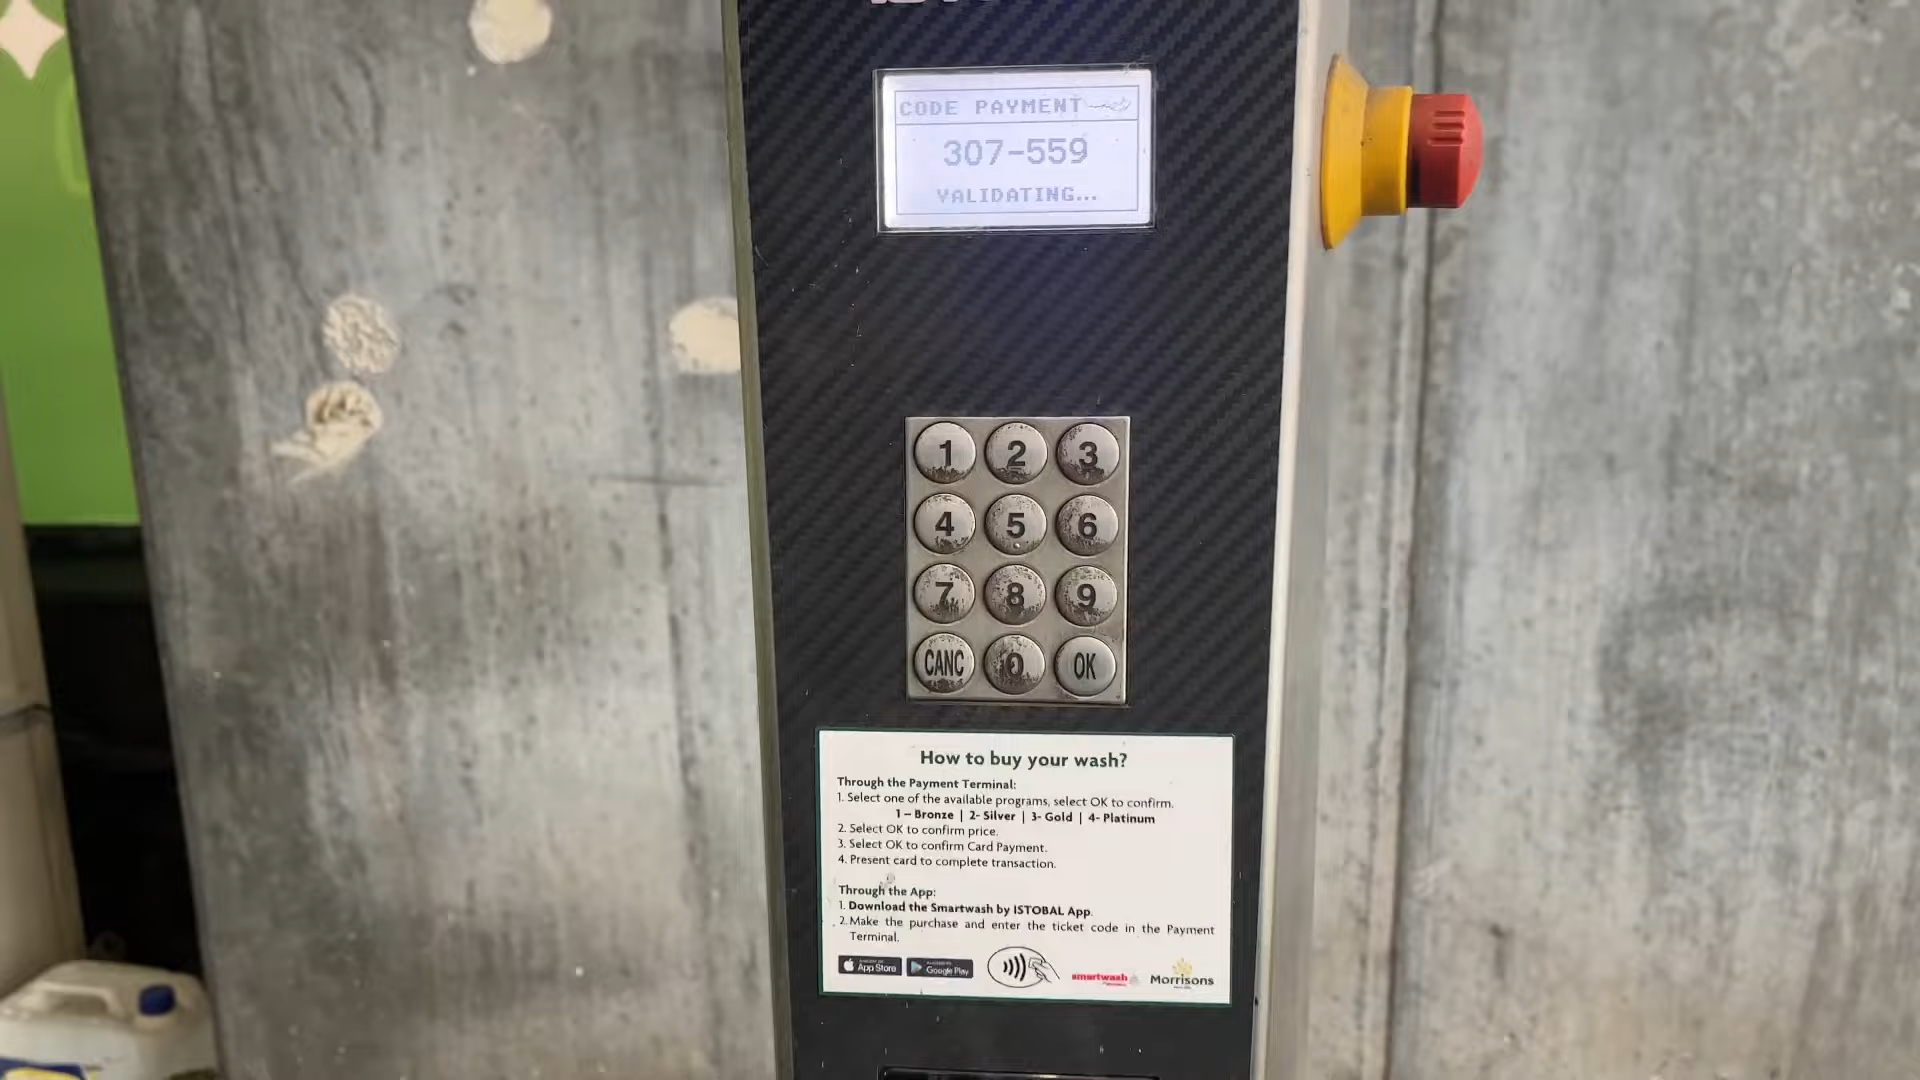 CODE PAYMENT
307-559
VALIDATING...
1 2 3
4 5 6
7 8 9
CANC 0 OK
How to buy your wash?
Through the Payment Terminal:
1. Select one of the available programs, select OK to confirm.
1 – Bronze | 2- Silver | 3- Gold | 4- Platinum
2. Select OK to confirm price.
3. Select OK to confirm Card Payment.
4. Present card to complete transaction.
Through the App:
1. Download the Smartwash by ISTOBAL App.
2. Make the purchase and enter the ticket code in the Payment
Terminal.
App Store Google Play smartwash Morrisons